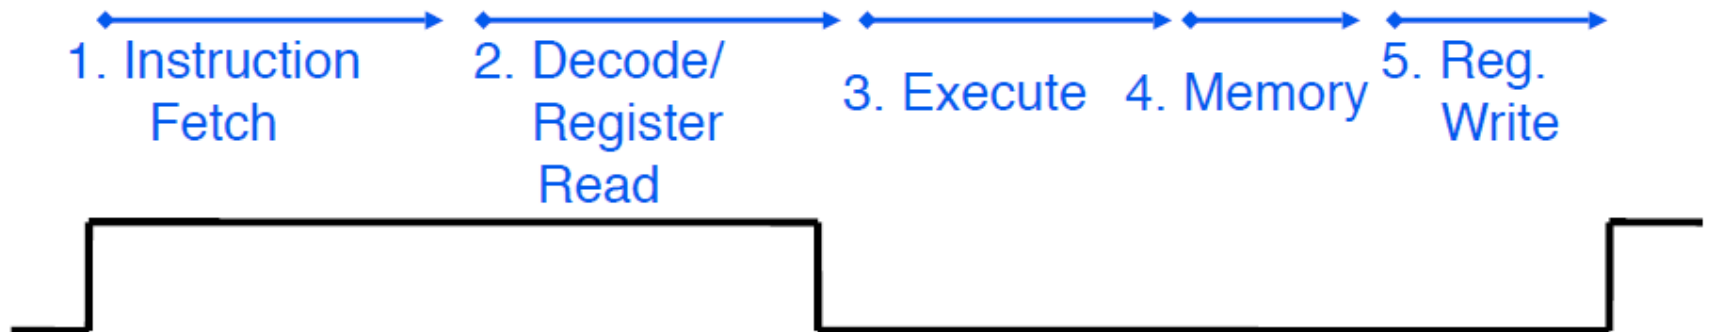 1. Instruction
Fetch
2. Decode/
Register
Read
3. Execute
4. Memory
5. Reg.
Write